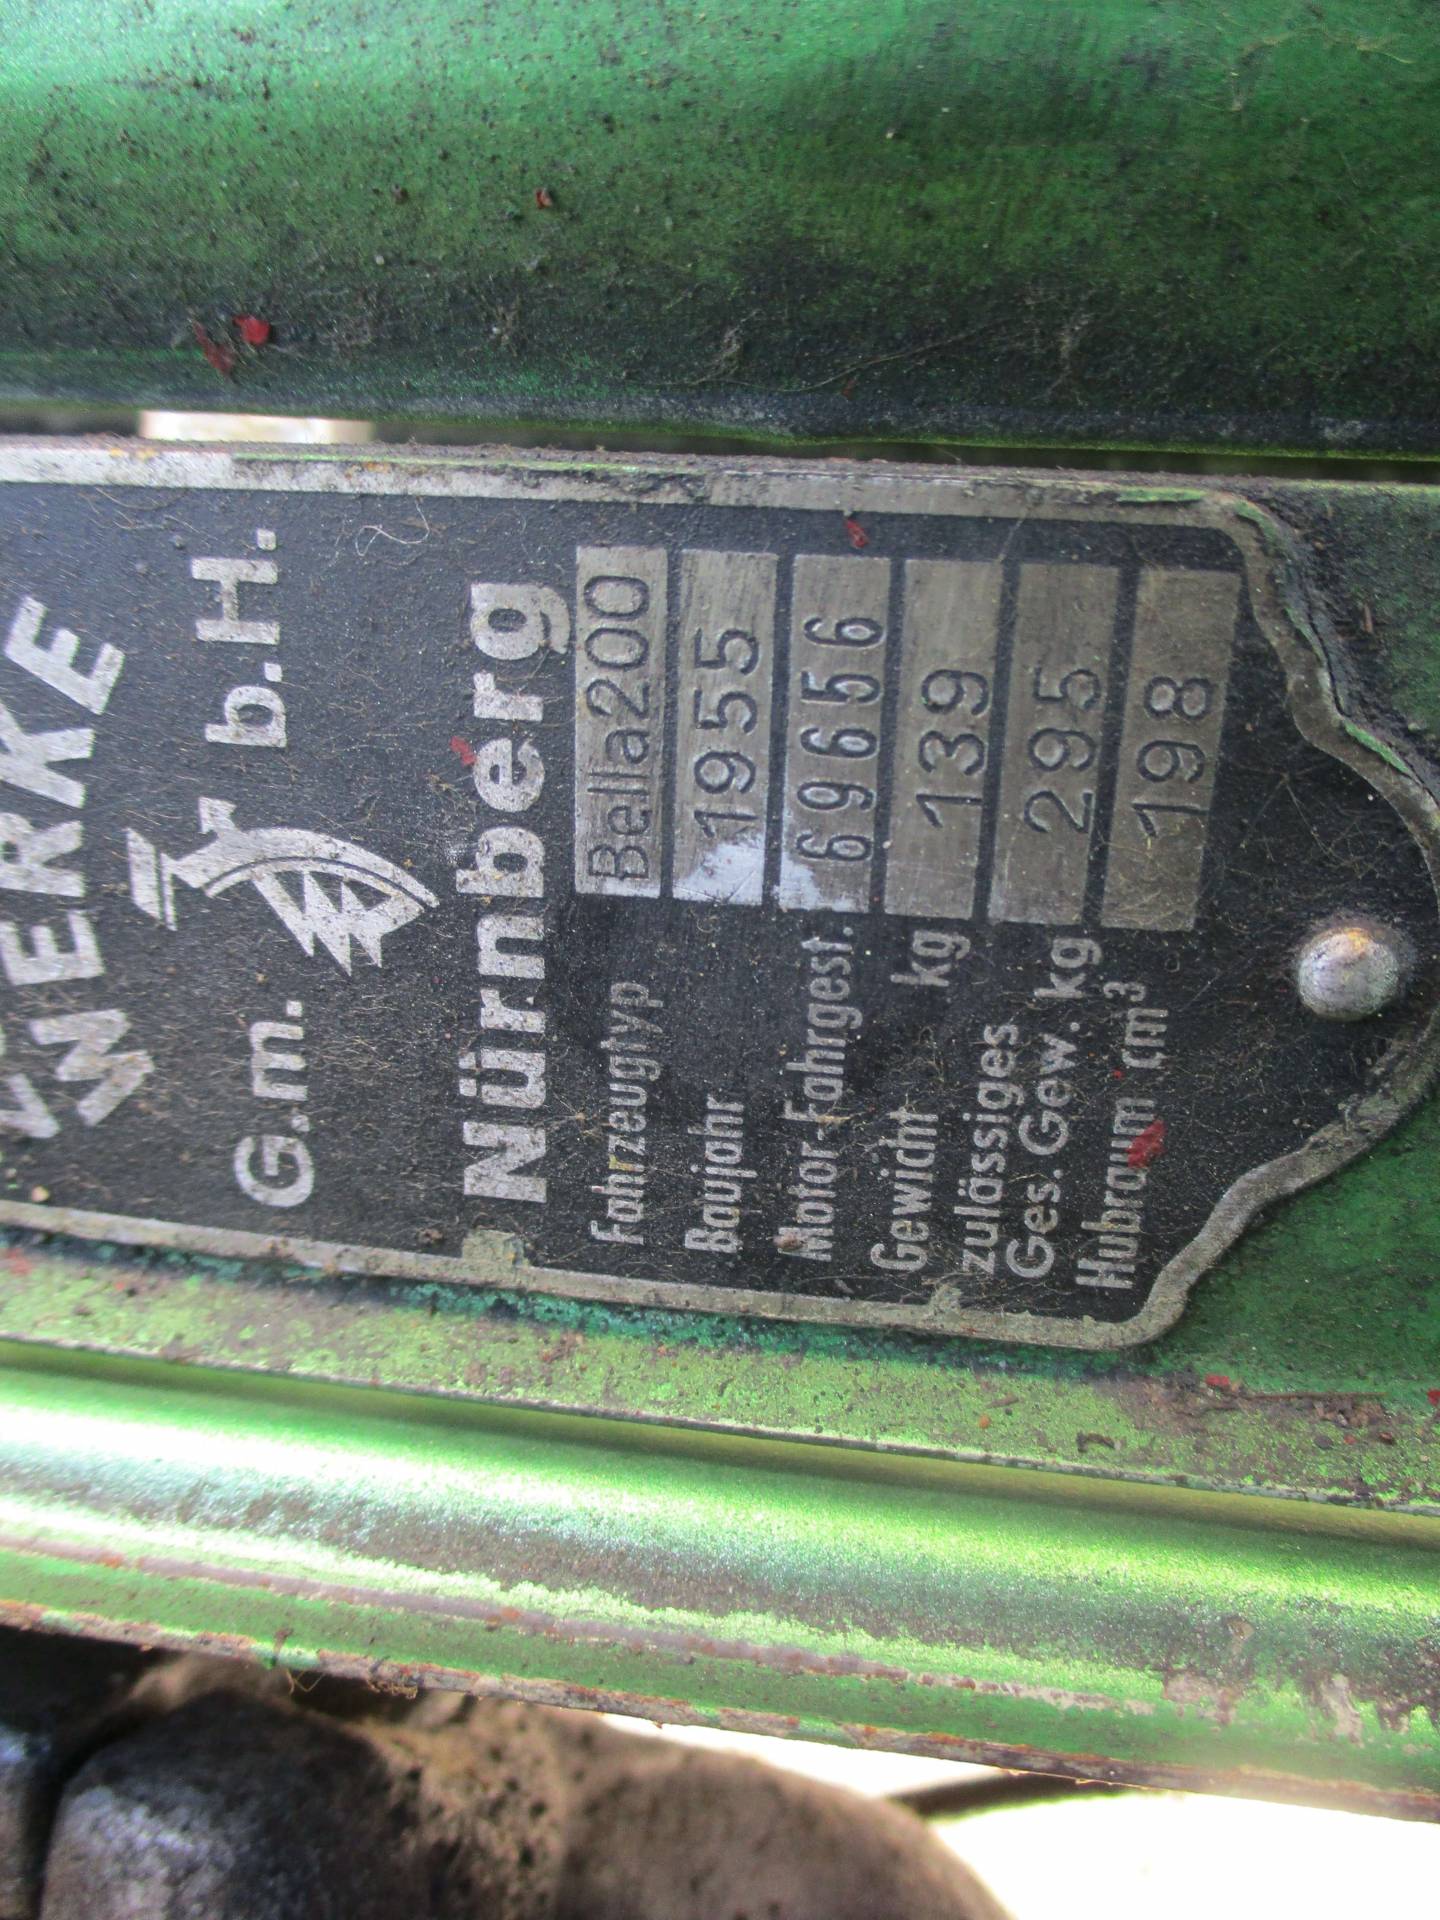 WERKE
G.m. b.H.
Nürnberg
Fahrzeugtyp Bella200
Baujahr 1955
Motor-Fahrgest. 69656
Gewicht kg 139
zulässiges
Ges. Gew. kg 295
Hubraum cm³ 198